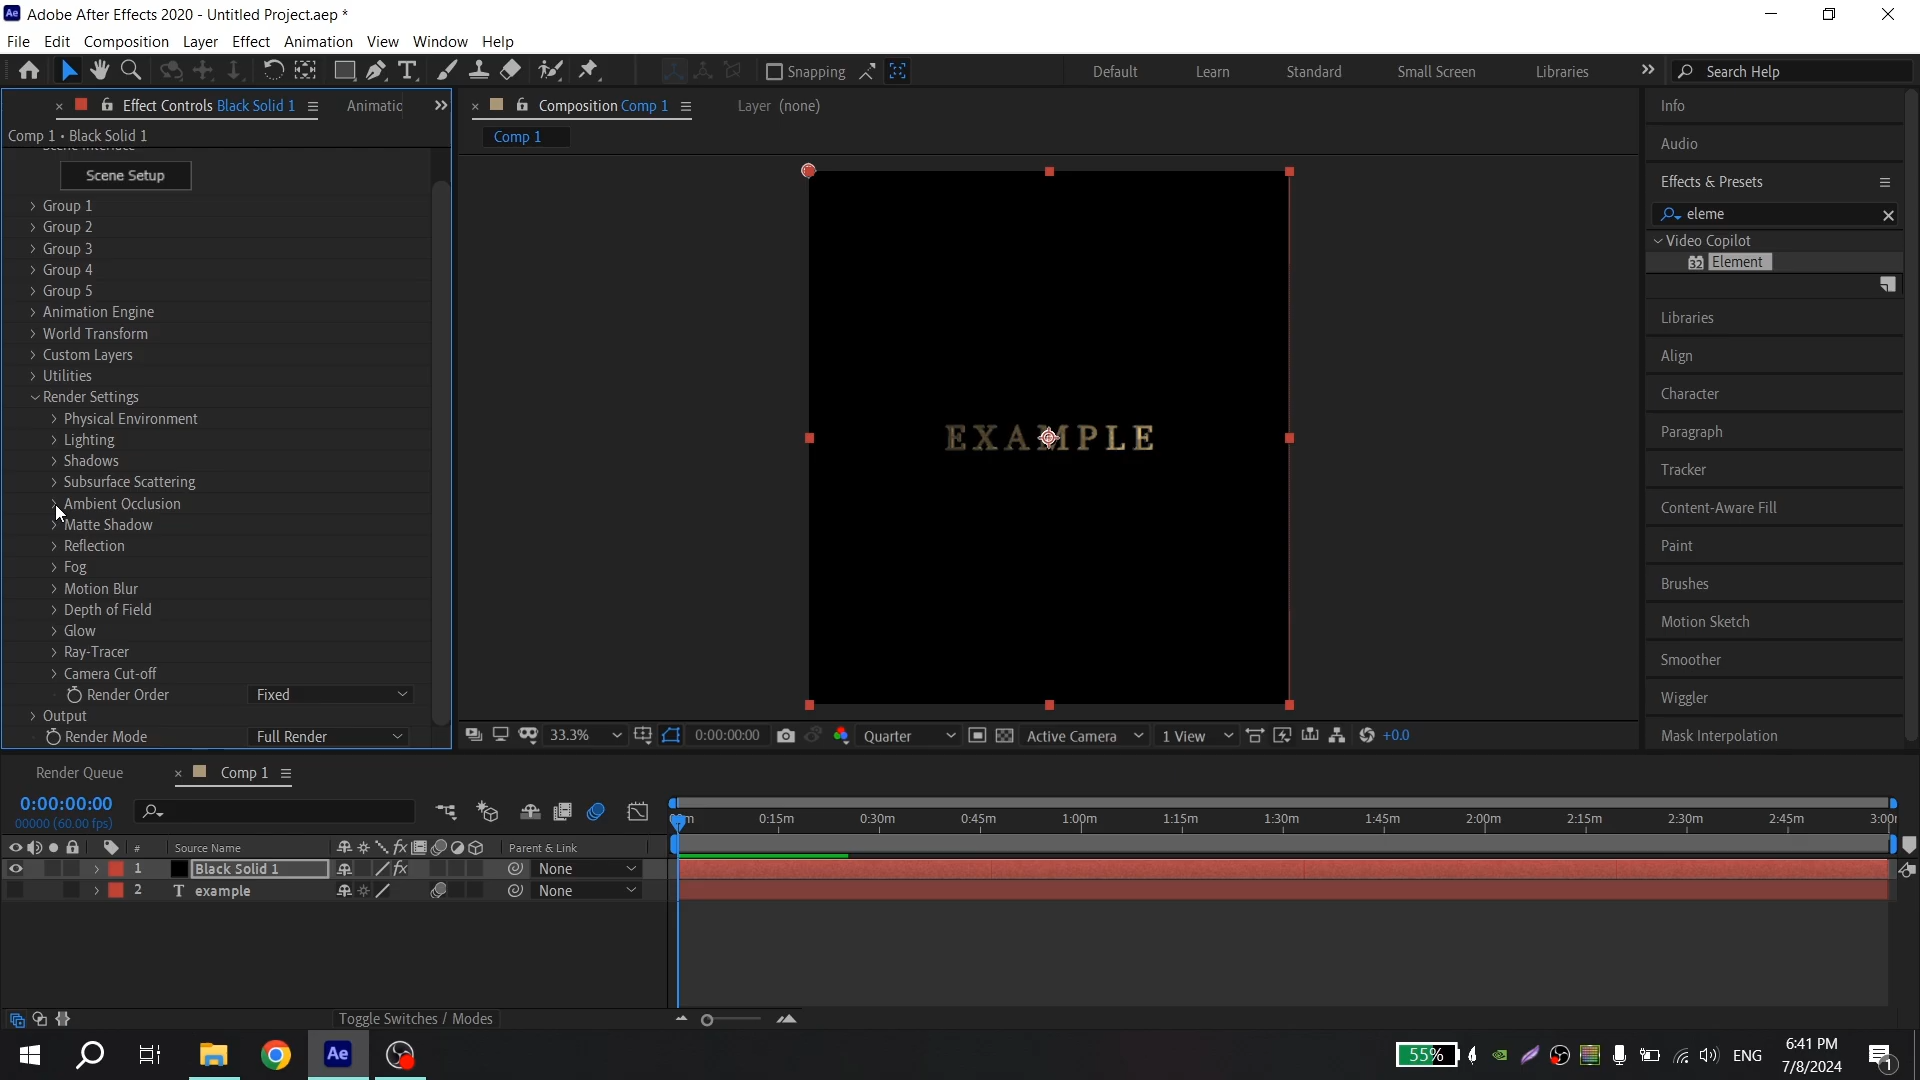 Ae Adobe After Effects 2020 - Untitled Project.aep *
File Edit Composition Layer Effect Animation View Window Help
Snapping Default Learn Standard Small Screen Libraries Search Help
Effect Controls Black Solid 1 Animatic
Composition Comp 1 Layer (none)
Comp 1 • Black Solid 1
Comp 1
Scene Interface
Scene Setup
Group 1
Group 2
Group 3
Group 4
Group 5
Animation Engine
World Transform
Custom Layers
Utilities
Render Settings
Physical Environment
Lighting
Shadows
Subsurface Scattering
Ambient Occlusion
Matte Shadow
Reflection
Fog
Motion Blur
Depth of Field
Glow
Ray-Tracer
Camera Cut-off
Render Order Fixed
Output
Render Mode Full Render
EXAMPLE
33.3% 0:00:00:00 Quarter Active Camera 1 View +0.0
Info
Audio
Effects & Presets
eleme
Video Copilot
32 Element
Libraries
Align
Character
Paragraph
Tracker
Content-Aware Fill
Paint
Brushes
Motion Sketch
Smoother
Wiggler
Mask Interpolation
Render Queue Comp 1
0:00:00:00
00000 (60.00 fps)
0:15m 0:30m 0:45m 1:00m 1:15m 1:30m 1:45m 2:00m 2:15m 2:30m 2:45m
# Source Name Parent & Link
1 Black Solid 1 None
2 T example None
Toggle Switches / Modes
Ae 55% ENG 6:41 PM
7/8/2024
1